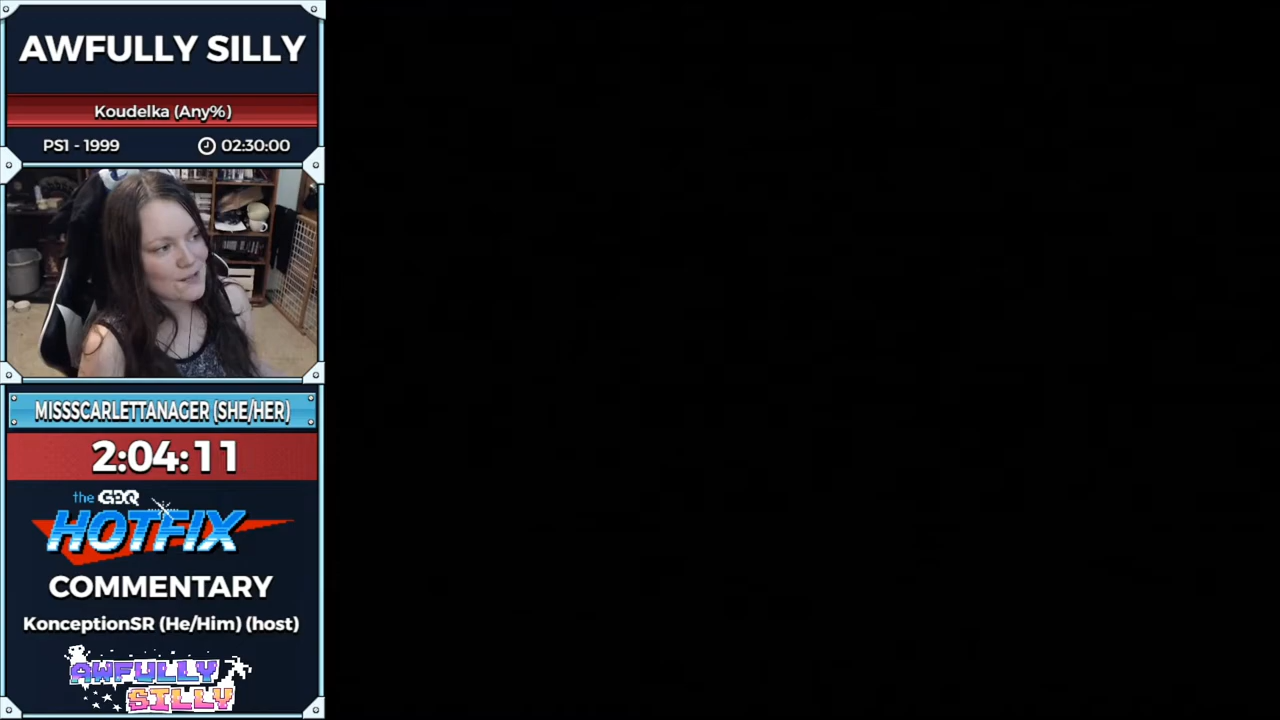 AWFULLY SILLY
Koudelka (Any%)
PS1 - 1999
02:30:00
MISSSCARLETTANAGER (SHE/HER)
2:04:11
the GDQ
HOTFIX
COMMENTARY
KonceptionSR (He/Him) (host)
AWFULLY
SILLY